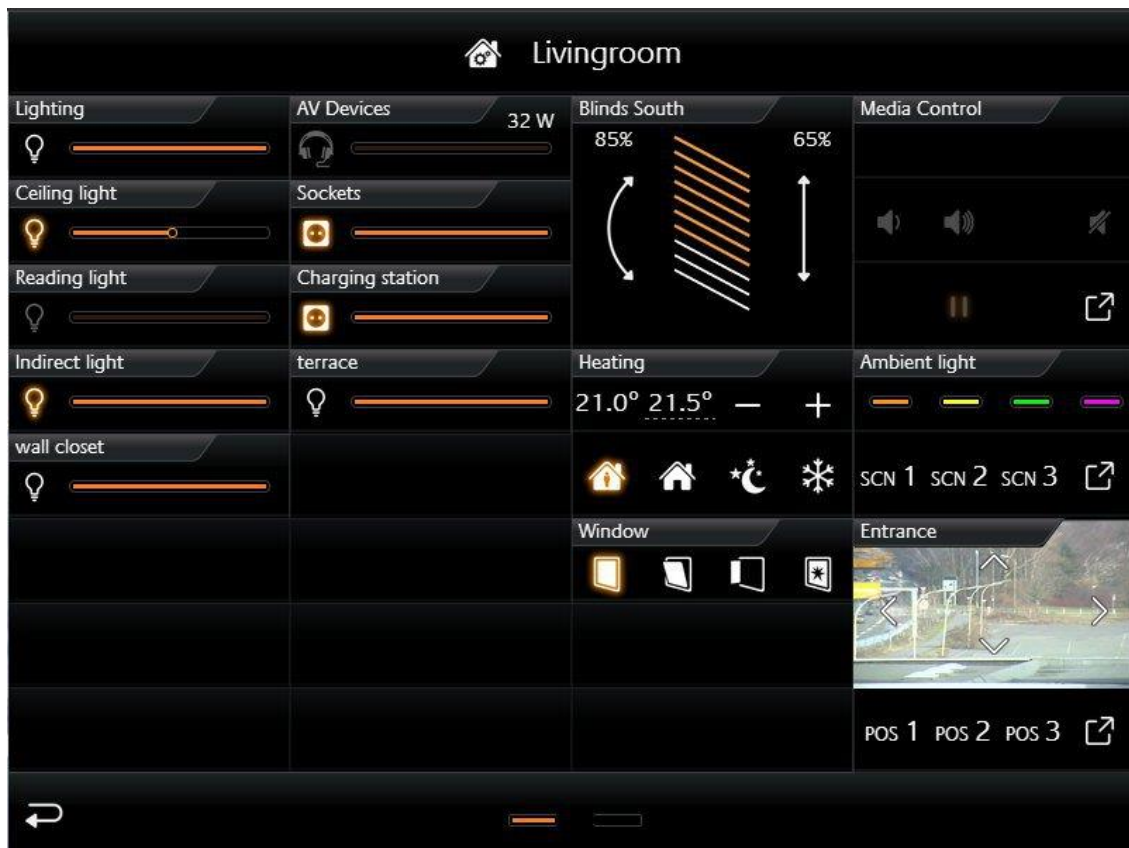 Livingroom
Lighting
AV Devices
32 W
Blinds South
85%
65%
Media Control
Ceiling light
Sockets
Reading light
Charging station
Indirect light
terrace
Heating
21.0° 21.5°
Ambient light
wall closet
SCN 1 SCN 2 SCN 3
Window
Entrance
POS 1 POS 2 POS 3